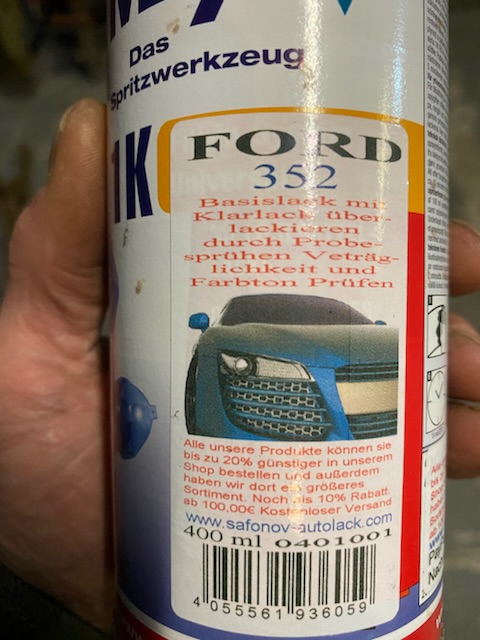 Das
Spritzwerkzeug
1K
FORD
352
Basislack mit
Klarlack über-
lackieren
durch Probe-
sprühen Veträg-
lichkeit und
Farbton Prüfen
Alle unsere Produkte können sie
bis zu 20% günstiger in unserem
Shop bestellen und außerdem
haben wir dort ein größeres
Sortiment. Noch bis 10% Rabatt.
ab 100,00€ Kostenloser Versand
www.safonov-autolack.com
400 ml 0401001
4 055561 936059